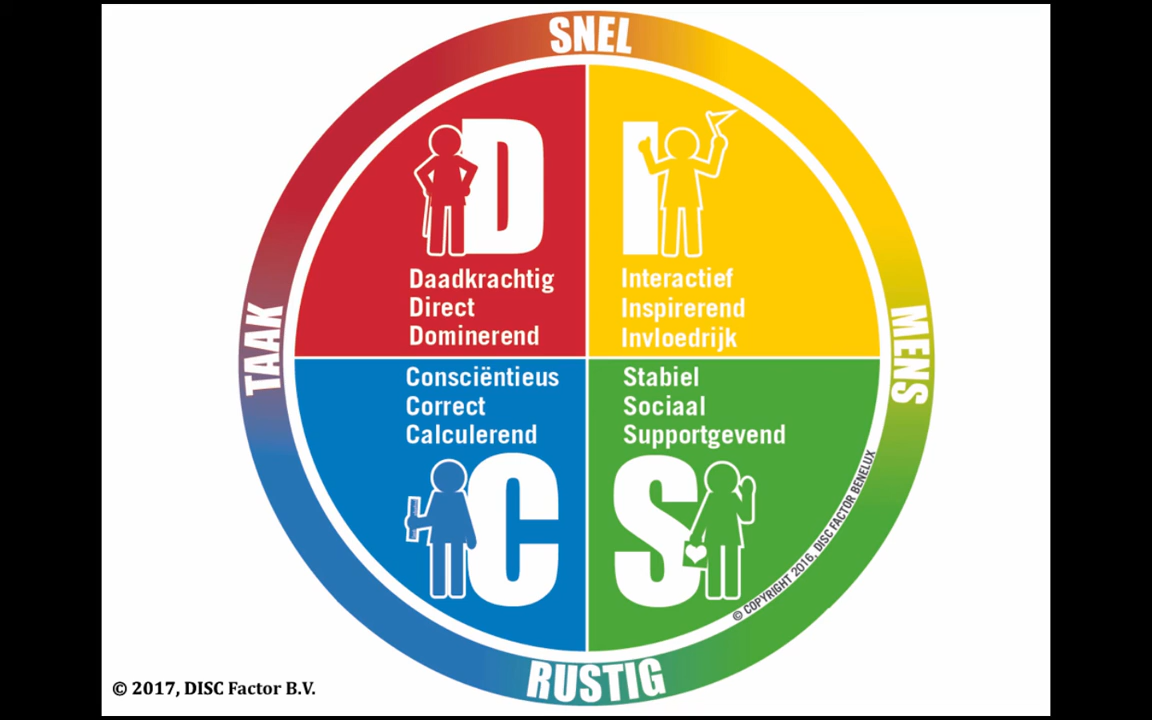 SNEL
D
I
Daadkrachtig
Direct
Dominerend
Interactief
Inspirerend
Invloedrijk
TAAK
MENS
Consciëntieus
Correct
Calculerend
Stabiel
Sociaal
Supportgevend
C
S
© COPYRIGHT 2016, DISC FACTOR BENELUX
RUSTIG
© 2017, DISC Factor B.V.